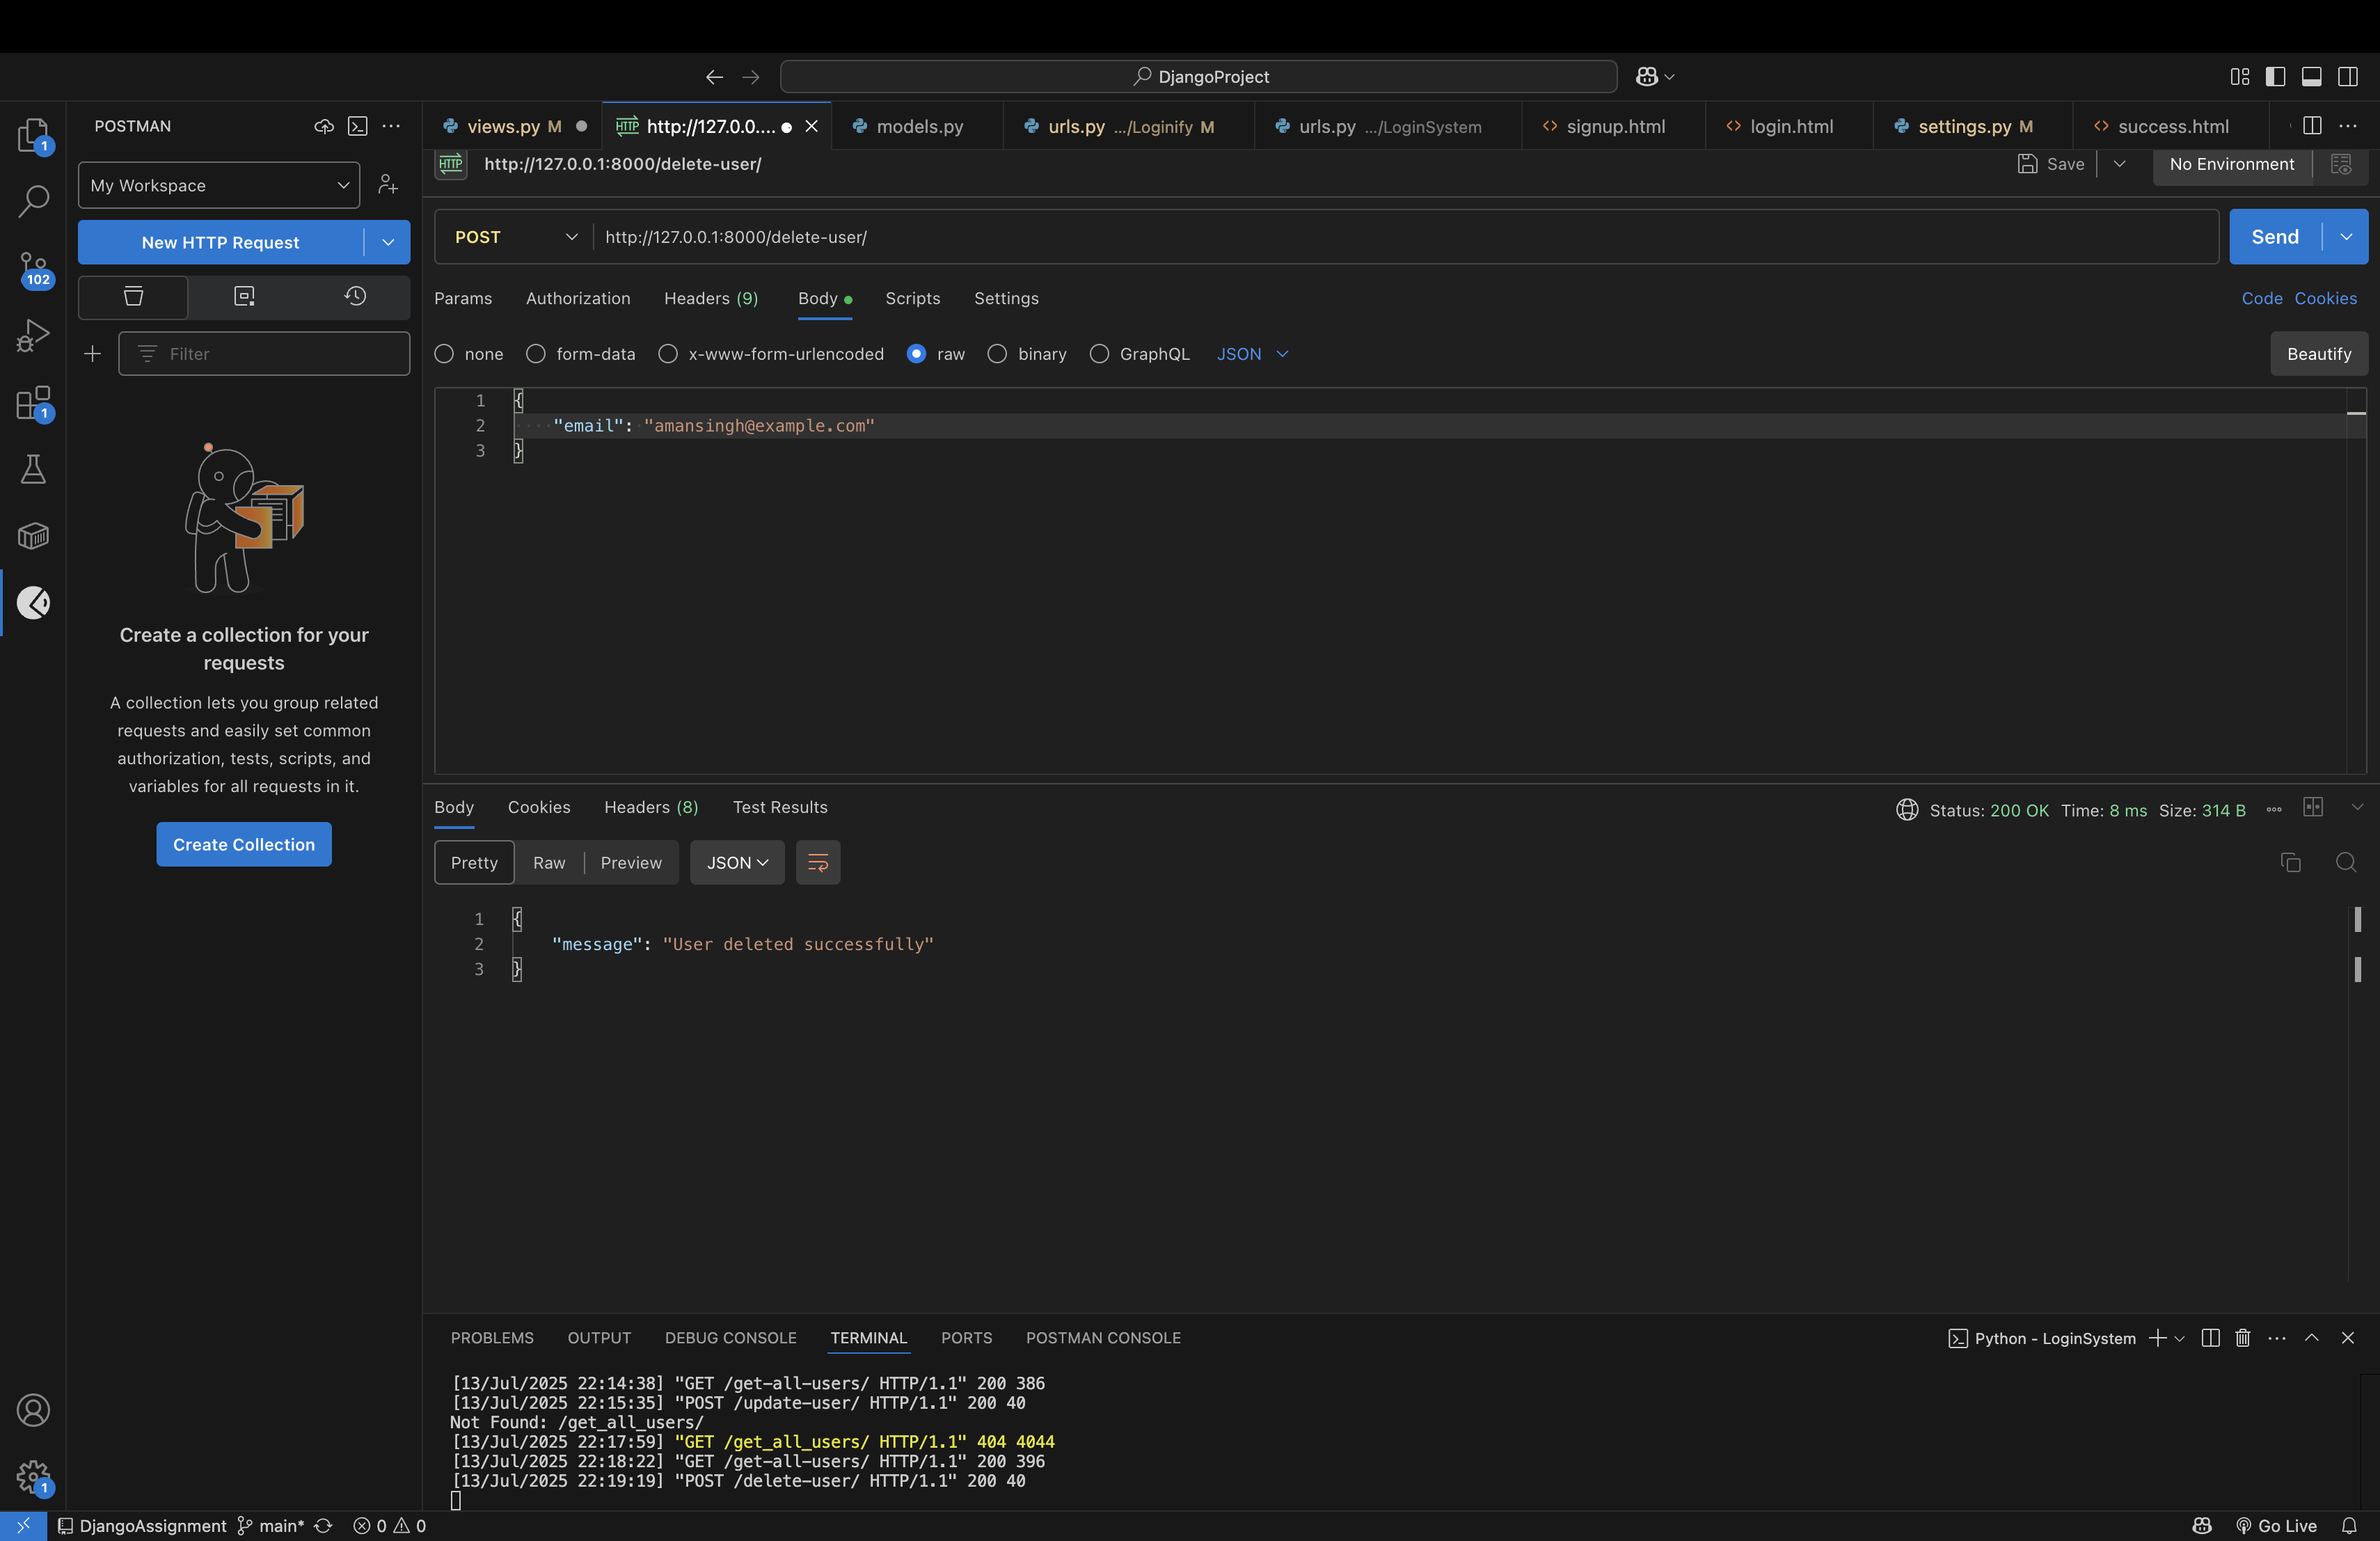 DjangoProject
1
102
1
1
POSTMAN
My Workspace
New HTTP Request
Filter
Create a collection for your
requests
A collection lets you group related
requests and easily set common
authorization, tests, scripts, and
variables for all requests in it.
Create Collection
views.py M
HTTP http://127.0.0....
models.py
urls.py .../Loginify M
urls.py .../LoginSystem
signup.html
login.html
settings.py M
success.html
HTTP http://127.0.0.1:8000/delete-user/
Save
No Environment
POST http://127.0.0.1:8000/delete-user/
Send
Params Authorization Headers (9) Body Scripts Settings
Code Cookies
none form-data x-www-form-urlencoded raw binary GraphQL JSON
Beautify
1 {
2 "email": "amansingh@example.com"
3 }
Body Cookies Headers (8) Test Results
Status: 200 OK Time: 8 ms Size: 314 B
Pretty Raw Preview JSON
1 {
2 "message": "User deleted successfully"
3 }
PROBLEMS OUTPUT DEBUG CONSOLE TERMINAL PORTS POSTMAN CONSOLE
Python - LoginSystem
[13/Jul/2025 22:14:38] "GET /get-all-users/ HTTP/1.1" 200 386
[13/Jul/2025 22:15:35] "POST /update-user/ HTTP/1.1" 200 40
Not Found: /get_all_users/
[13/Jul/2025 22:17:59] "GET /get_all_users/ HTTP/1.1" 404 4044
[13/Jul/2025 22:18:22] "GET /get-all-users/ HTTP/1.1" 200 396
[13/Jul/2025 22:19:19] "POST /delete-user/ HTTP/1.1" 200 40
DjangoAssignment main* 0 0
Go Live